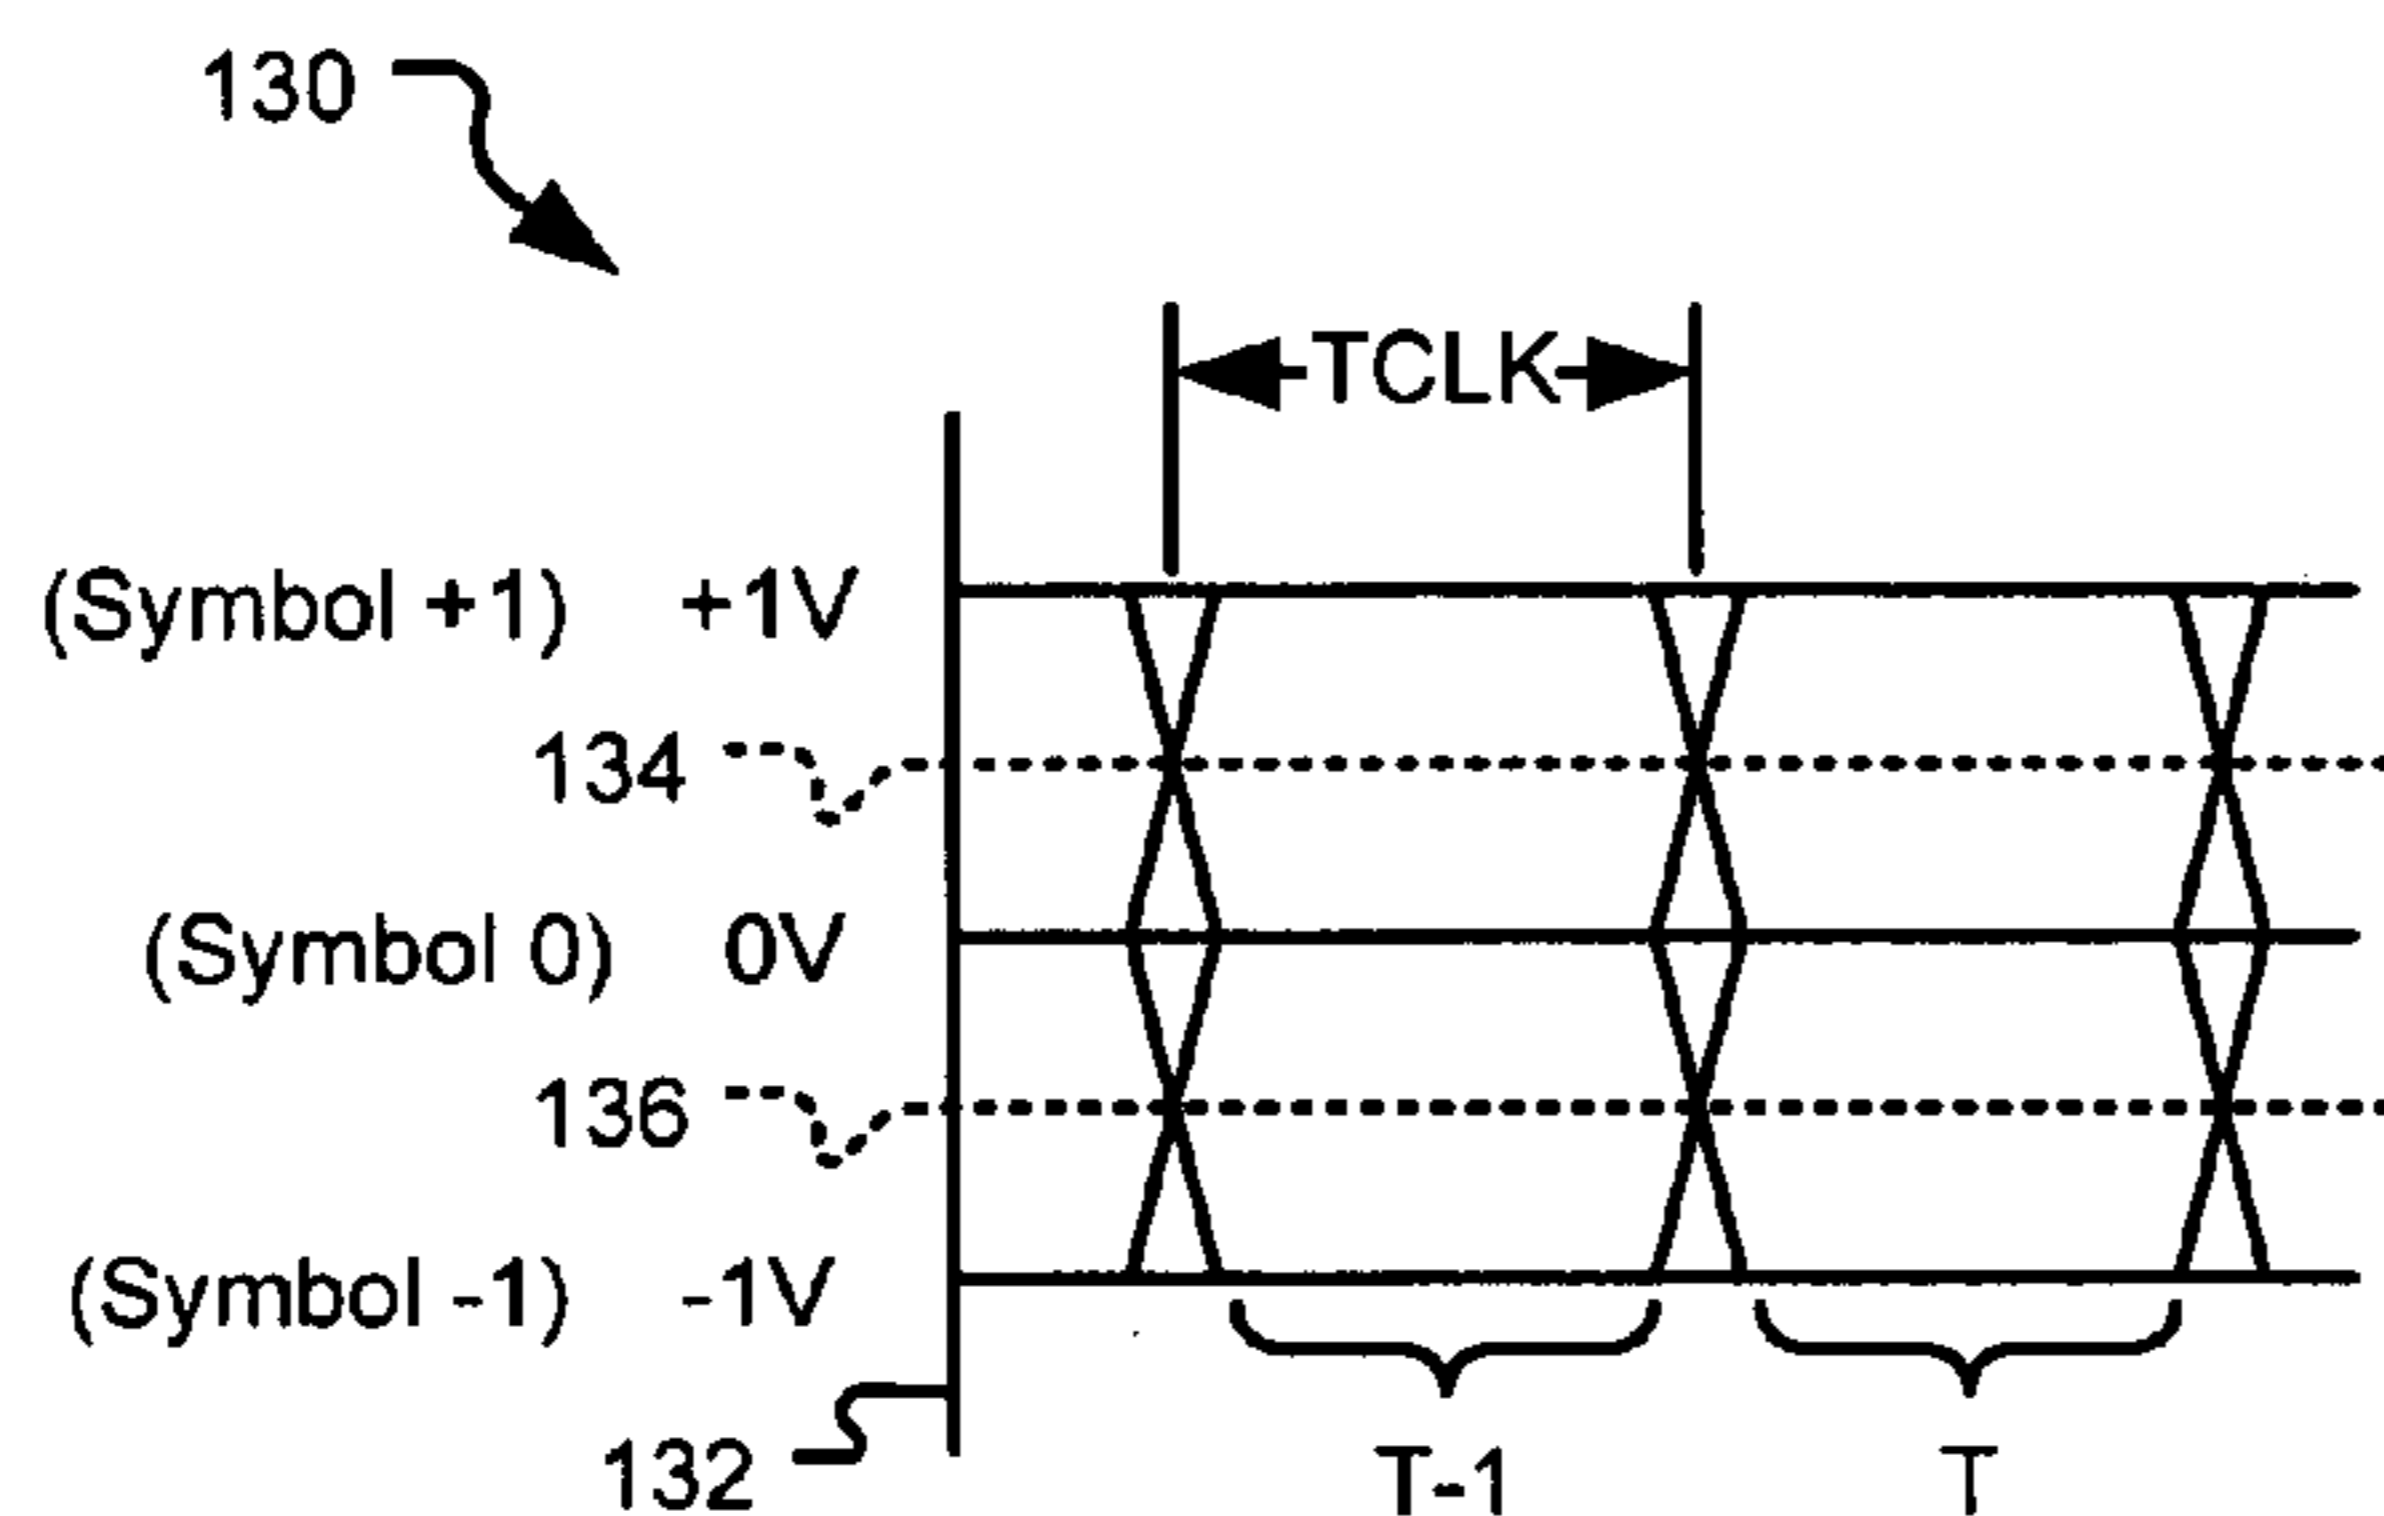 130
TCLK
(Symbol +1) +1V
134
(Symbol 0) 0V
136
(Symbol -1) -1V
132
T-1 T